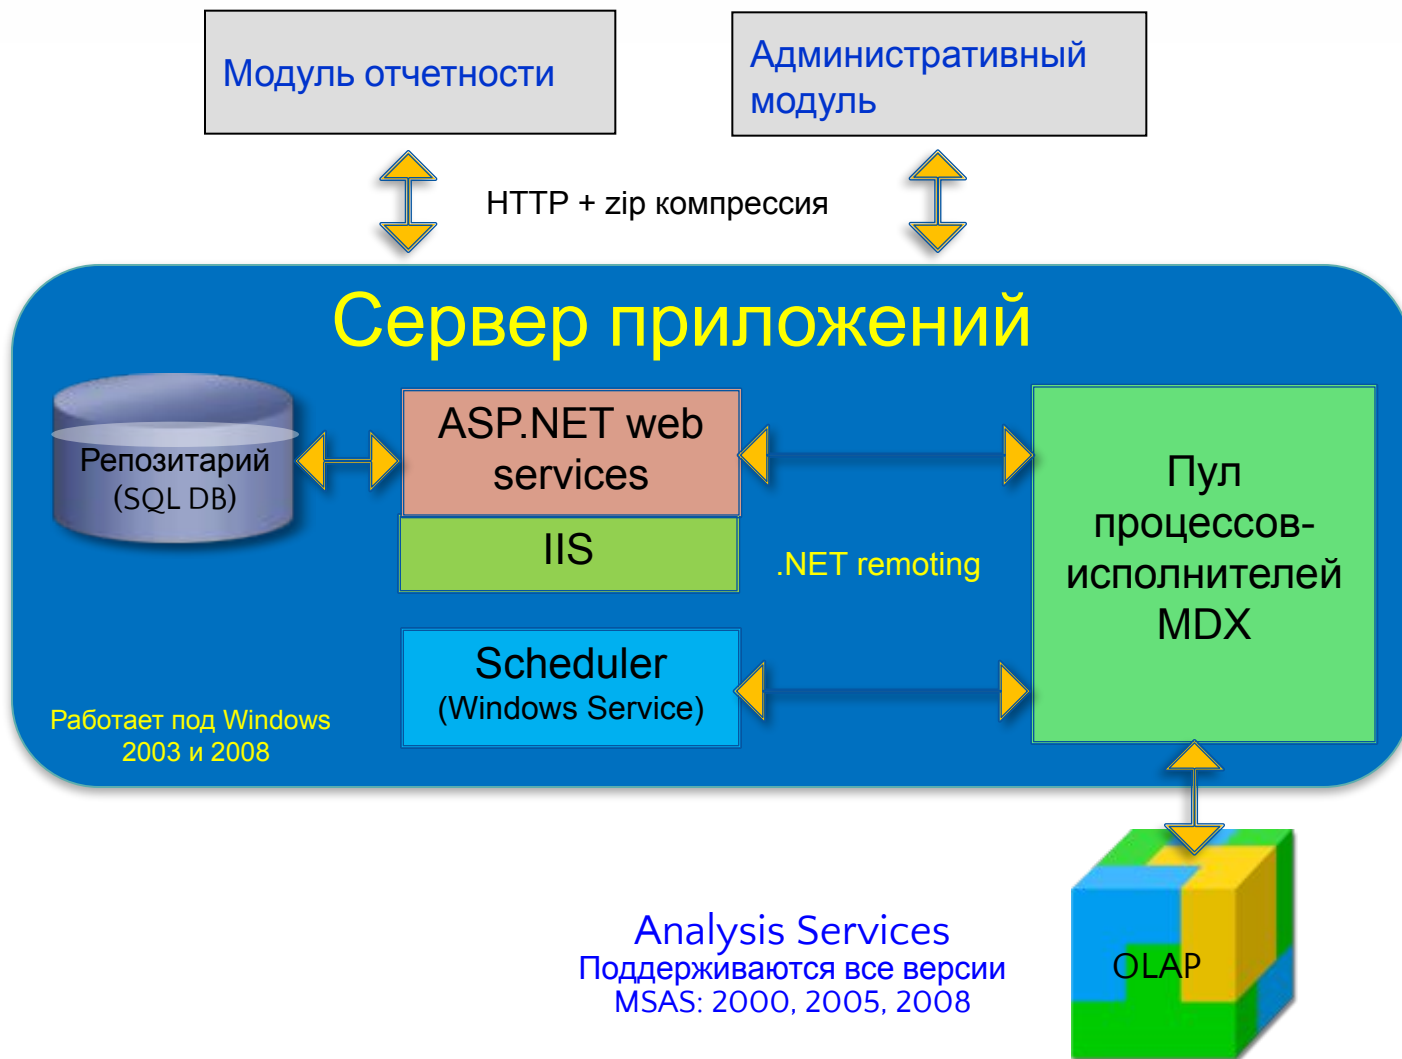 Модуль отчетности
Административный
модуль
HTTP + zip компрессия
Сервер приложений
Репозитарий
(SQL DB)
ASP.NET web
services
IIS
.NET remoting
Пул
процессов-
исполнителей
MDX
Scheduler
(Windows Service)
Работает под Windows
2003 и 2008
Analysis Services
Поддерживаются все версии
MSAS: 2000, 2005, 2008
OLAP